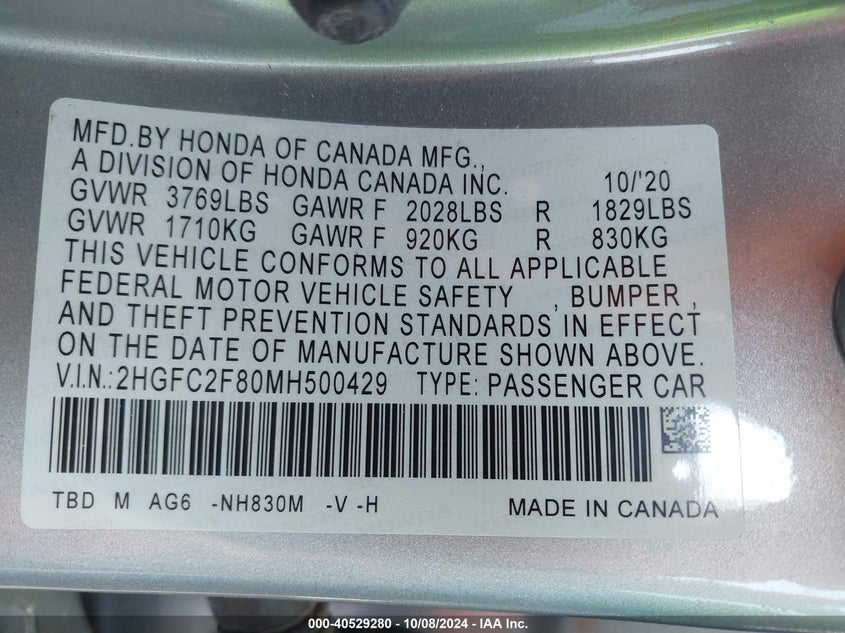 MFD.BY HONDA OF CANADA MFG.,
A DIVISION OF HONDA CANADA INC. 10/'20
GVWR 3769LBS GAWR F 2028LBS R 1829LBS
GVWR 1710KG GAWR F 920KG R 830KG
THIS VEHICLE CONFORMS TO ALL APPLICABLE
FEDERAL MOTOR VEHICLE SAFETY , BUMPER ,
AND THEFT PREVENTION STANDARDS IN EFFECT
ON THE DATE OF MANUFACTURE SHOWN ABOVE.
V.I.N.:2HGFC2F80MH500429 TYPE: PASSENGER CAR
TBD M AG6 -NH830M -V -H MADE IN CANADA
000-40529280 - 10/08/2024 - IAA Inc.